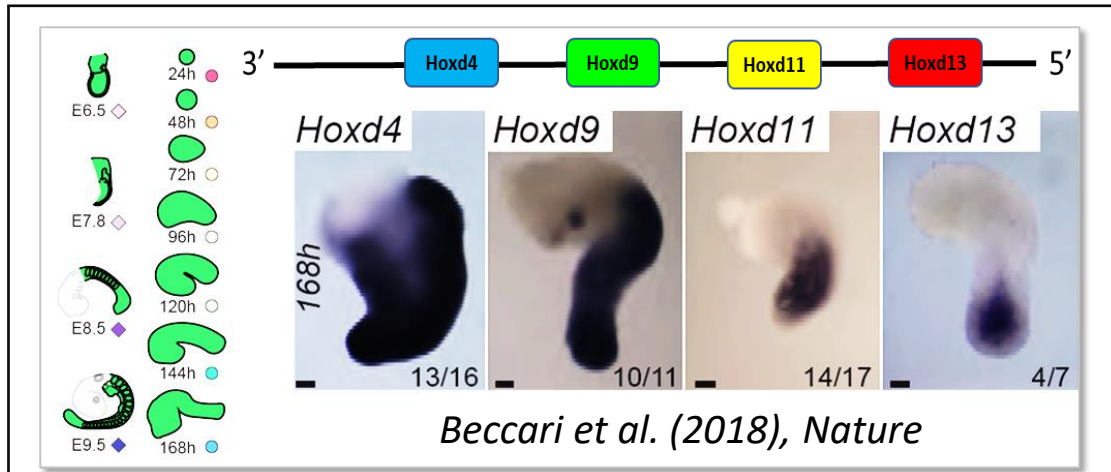 3’ Hoxd4 Hoxd9 Hoxd11 Hoxd13 5’
24h
E6.5
48h
72h
E7.8
96h
120h
E8.5
144h
E9.5
168h
Hoxd4 Hoxd9 Hoxd11 Hoxd13
168h
13/16 10/11 14/17 4/7
Beccari et al. (2018), Nature